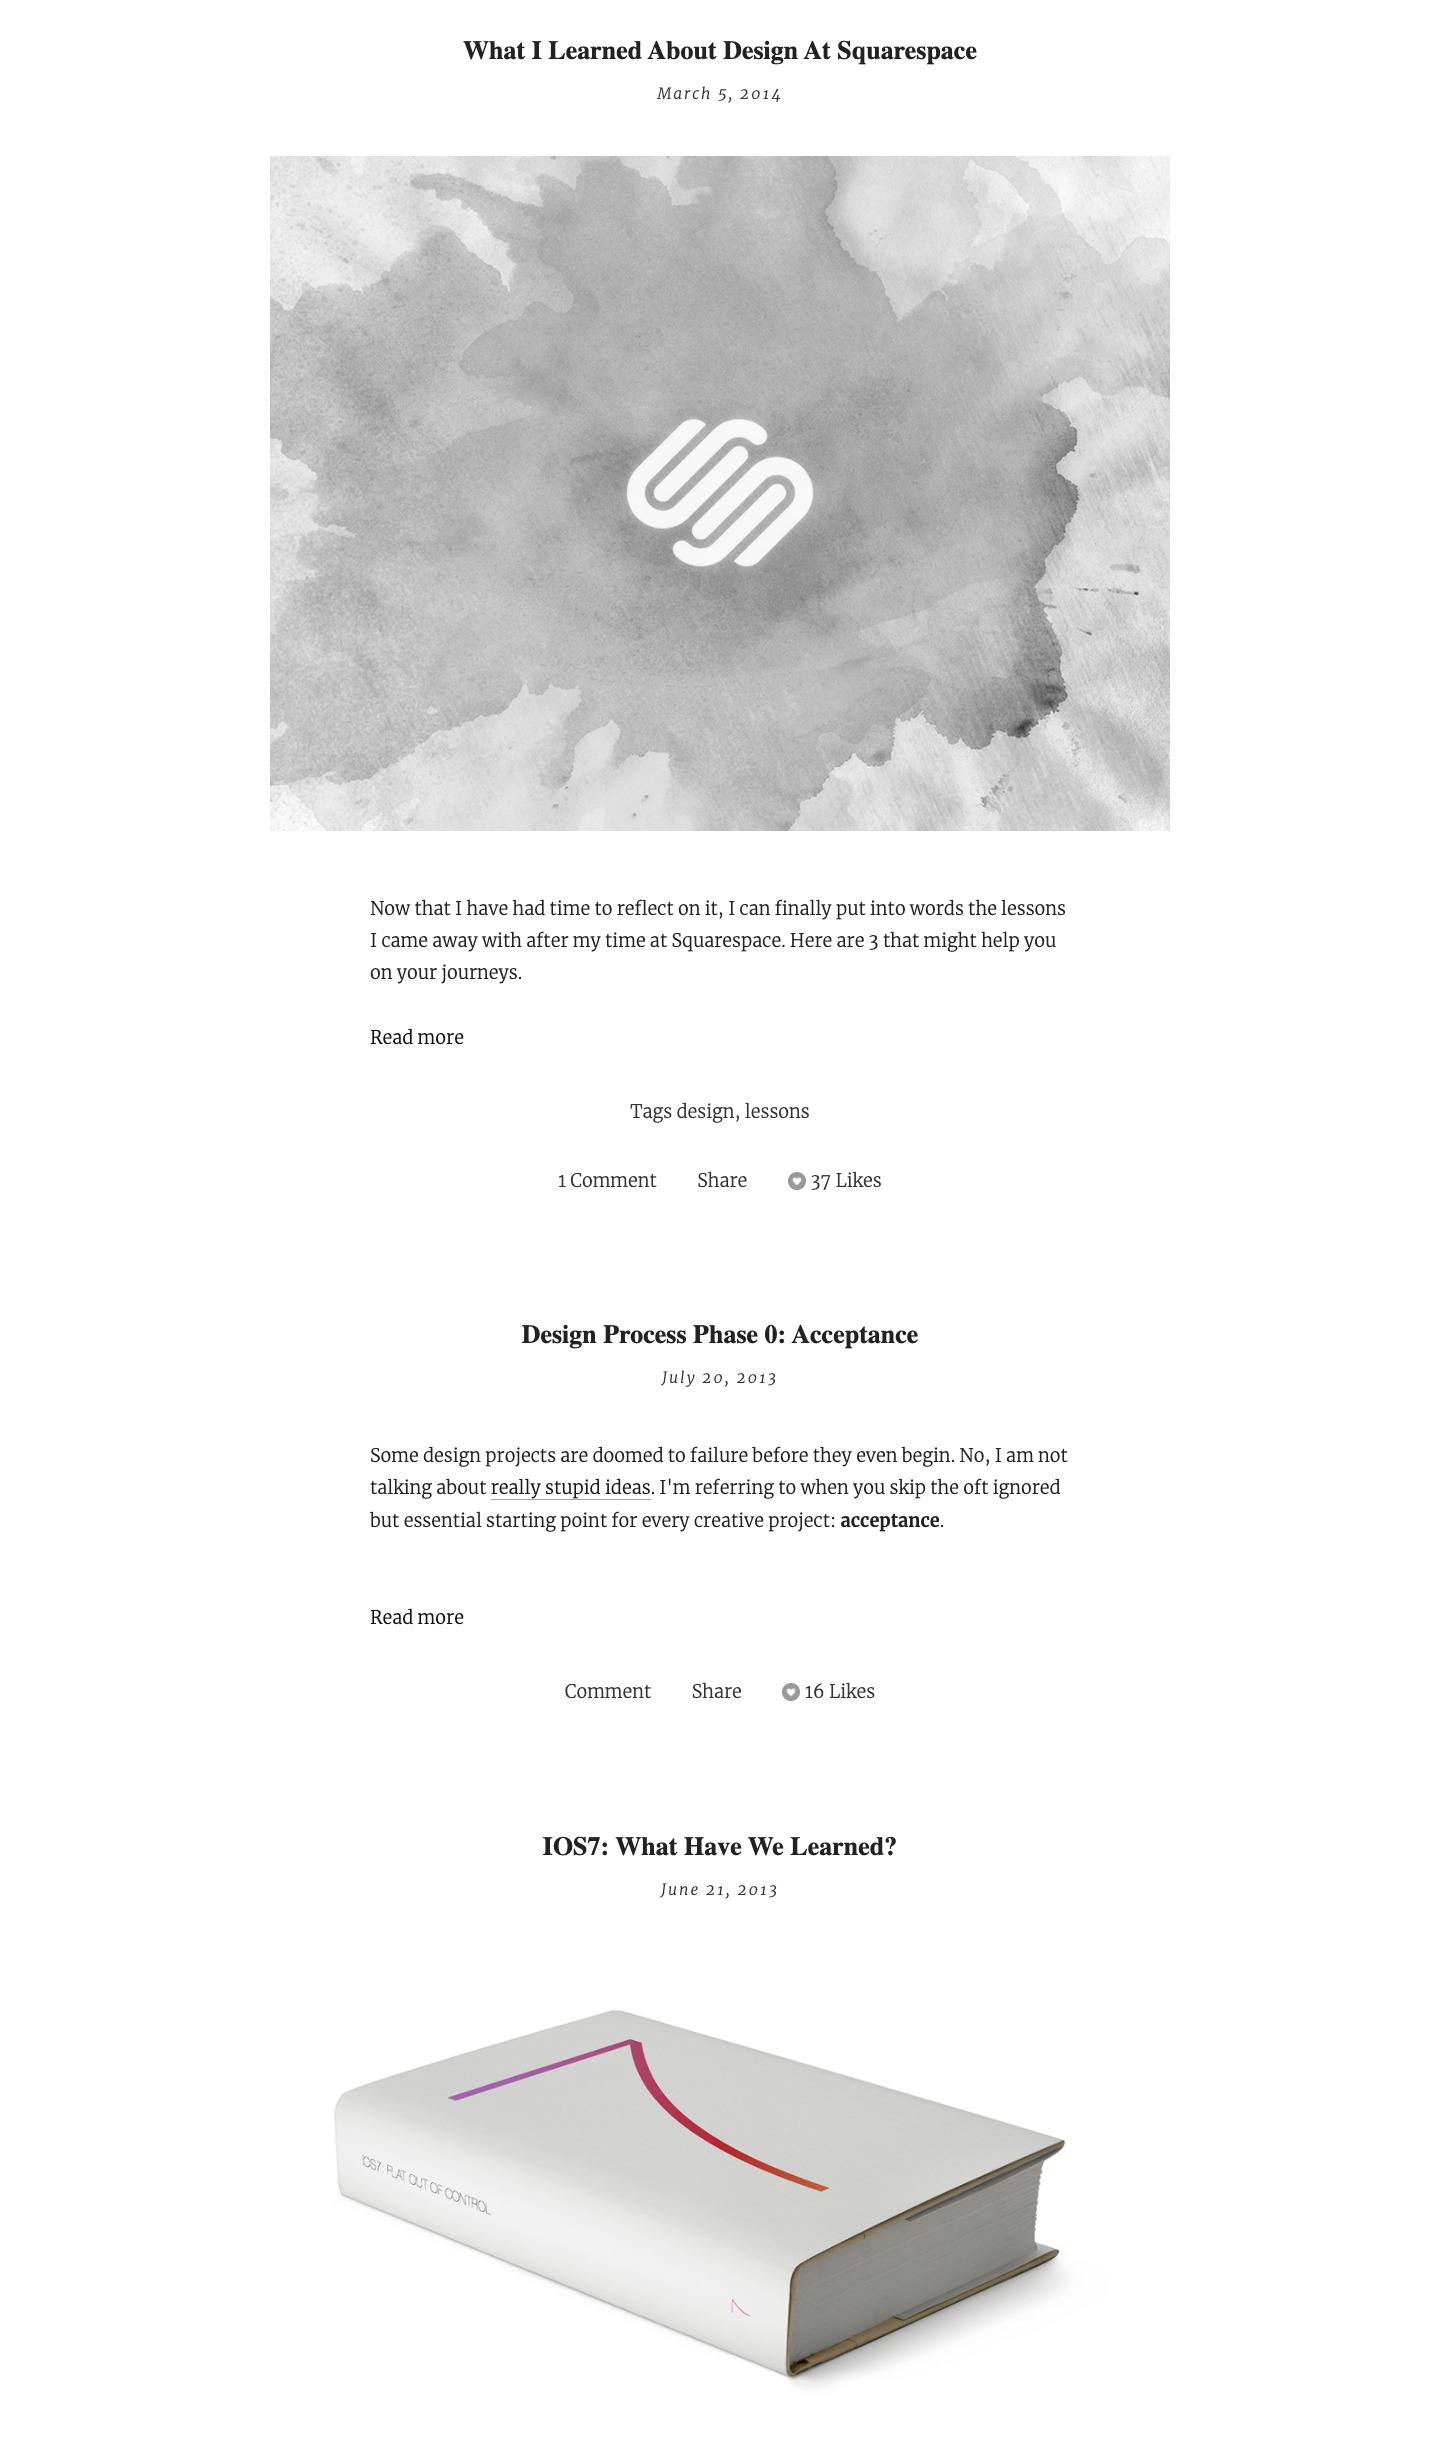 What I Learned About Design At Squarespace
March 5, 2014
Now that I have had time to reflect on it, I can finally put into words the lessons
I came away with after my time at Squarespace. Here are 3 that might help you
on your journeys.
Read more
Tags design, lessons
1 Comment Share 37 Likes
Design Process Phase 0: Acceptance
July 20, 2013
Some design projects are doomed to failure before they even begin. No, I am not
talking about really stupid ideas. I'm referring to when you skip the oft ignored
but essential starting point for every creative project: acceptance.
Read more
Comment Share 16 Likes
IOS7: What Have We Learned?
June 21, 2013
IOS7: FLAT OUT OF CONTROL
7